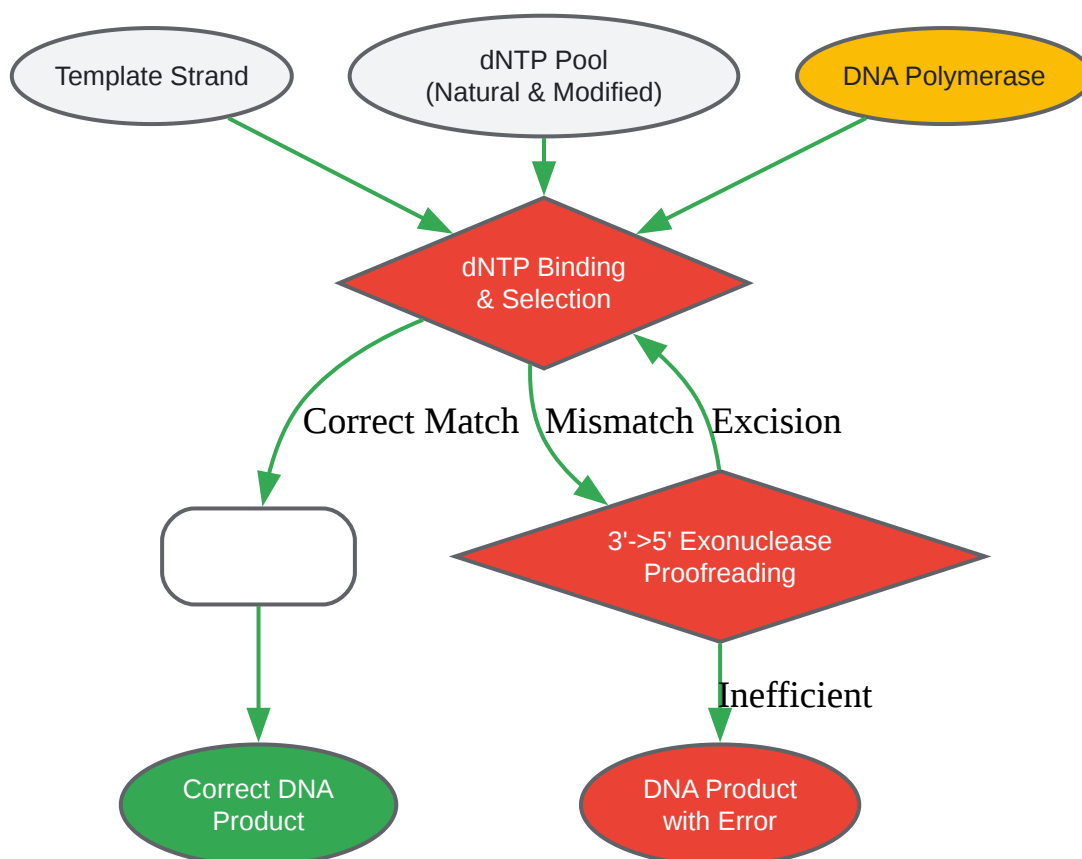 Template Strand
dNTP Pool
(Natural & Modified)
DNA Polymerase
dNTP Binding
& Selection
Correct Match
Mismatch
Excision
3'->5' Exonuclease
Proofreading
Inefficient
Correct DNA
Product
DNA Product
with Error